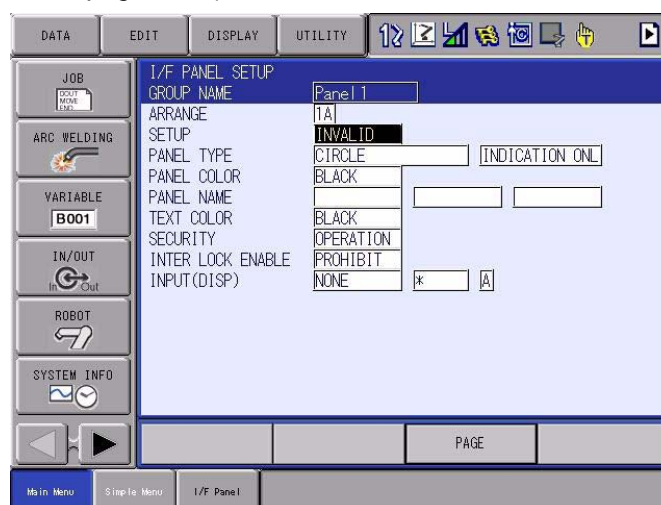 DATA EDIT DISPLAY UTILITY
JOB
DOUT
MOVE
END
ARC WELDING
VARIABLE
B001
IN/OUT
In Out
ROBOT
SYSTEM INFO
I/F PANEL SETUP
GROUP NAME Panel 1
ARRANGE 1A
SETUP INVALID
PANEL TYPE CIRCLE INDICATION ONL
PANEL COLOR BLACK
PANEL NAME
TEXT COLOR BLACK
SECURITY OPERATION
INTER LOCK ENABLE PROHIBIT
INPUT(DISP) NONE * A
PAGE
Main Menu Simple Menu I/F Panel